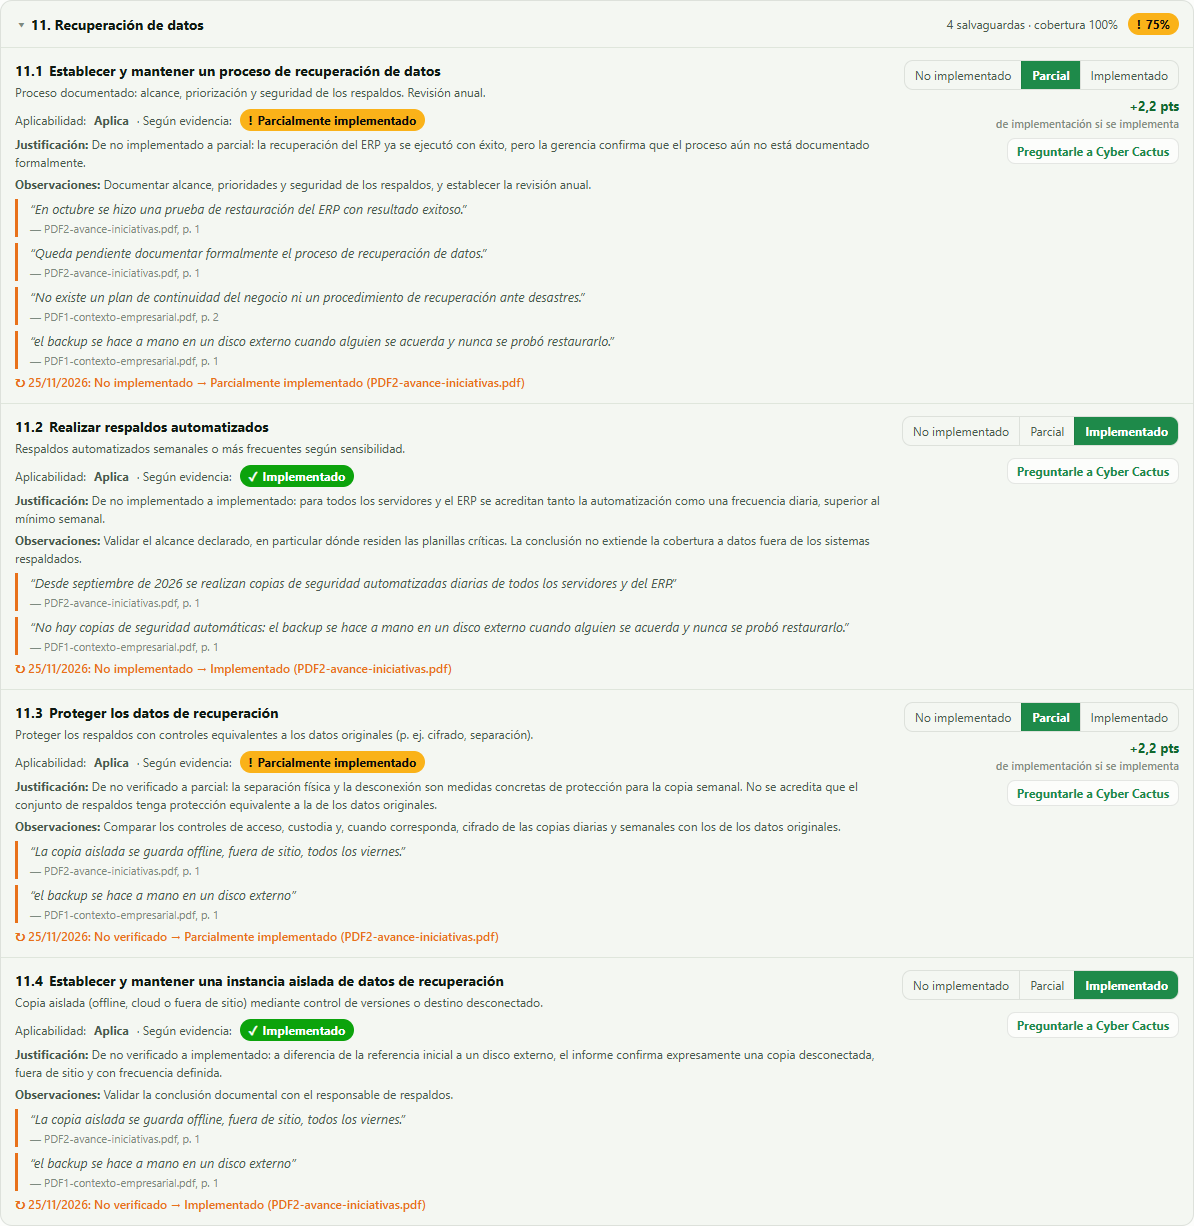 ▾ 11. Recuperación de datos
4 salvaguardas · cobertura 100% ! 75%
11.1 Establecer y mantener un proceso de recuperación de datos
No implementado Parcial Implementado
Proceso documentado: alcance, priorización y seguridad de los respaldos. Revisión anual.
+2,2 pts
de implementación si se implementa
Aplicabilidad: Aplica · Según evidencia: ! Parcialmente implementado
Preguntarle a Cyber Cactus
Justificación: De no implementado a parcial: la recuperación del ERP ya se ejecutó con éxito, pero la gerencia confirma que el proceso aún no está documentado
formalmente.
Observaciones: Documentar alcance, prioridades y seguridad de los respaldos, y establecer la revisión anual.
“En octubre se hizo una prueba de restauración del ERP con resultado exitoso.”
— PDF2-avance-iniciativas.pdf, p. 1
“Queda pendiente documentar formalmente el proceso de recuperación de datos.”
— PDF2-avance-iniciativas.pdf, p. 1
“No existe un plan de continuidad del negocio ni un procedimiento de recuperación ante desastres.”
— PDF1-contexto-empresarial.pdf, p. 2
“el backup se hace a mano en un disco externo cuando alguien se acuerda y nunca se probó restaurarlo.”
— PDF1-contexto-empresarial.pdf, p. 1
↻ 25/11/2026: No implementado → Parcialmente implementado (PDF2-avance-iniciativas.pdf)
11.2 Realizar respaldos automatizados
No implementado Parcial Implementado
Respaldos automatizados semanales o más frecuentes según sensibilidad.
Aplicabilidad: Aplica · Según evidencia: ✓ Implementado
Preguntarle a Cyber Cactus
Justificación: De no implementado a implementado: para todos los servidores y el ERP se acreditan tanto la automatización como una frecuencia diaria, superior al
mínimo semanal.
Observaciones: Validar el alcance declarado, en particular dónde residen las planillas críticas. La conclusión no extiende la cobertura a datos fuera de los sistemas
respaldados.
“Desde septiembre de 2026 se realizan copias de seguridad automatizadas diarias de todos los servidores y del ERP.”
— PDF2-avance-iniciativas.pdf, p. 1
“No hay copias de seguridad automáticas: el backup se hace a mano en un disco externo cuando alguien se acuerda y nunca se probó restaurarlo.”
— PDF1-contexto-empresarial.pdf, p. 1
↻ 25/11/2026: No implementado → Implementado (PDF2-avance-iniciativas.pdf)
11.3 Proteger los datos de recuperación
No implementado Parcial Implementado
Proteger los respaldos con controles equivalentes a los datos originales (p. ej. cifrado, separación).
+2,2 pts
de implementación si se implementa
Aplicabilidad: Aplica · Según evidencia: ! Parcialmente implementado
Preguntarle a Cyber Cactus
Justificación: De no verificado a parcial: la separación física y la desconexión son medidas concretas de protección para la copia semanal. No se acredita que el
conjunto de respaldos tenga protección equivalente a la de los datos originales.
Observaciones: Comparar los controles de acceso, custodia y, cuando corresponda, cifrado de las copias diarias y semanales con los de los datos originales.
“La copia aislada se guarda offline, fuera de sitio, todos los viernes.”
— PDF2-avance-iniciativas.pdf, p. 1
“el backup se hace a mano en un disco externo”
— PDF1-contexto-empresarial.pdf, p. 1
↻ 25/11/2026: No verificado → Parcialmente implementado (PDF2-avance-iniciativas.pdf)
11.4 Establecer y mantener una instancia aislada de datos de recuperación
No implementado Parcial Implementado
Copia aislada (offline, cloud o fuera de sitio) mediante control de versiones o destino desconectado.
Aplicabilidad: Aplica · Según evidencia: ✓ Implementado
Preguntarle a Cyber Cactus
Justificación: De no verificado a implementado: a diferencia de la referencia inicial a un disco externo, el informe confirma expresamente una copia desconectada,
fuera de sitio y con frecuencia definida.
Observaciones: Validar la conclusión documental con el responsable de respaldos.
“La copia aislada se guarda offline, fuera de sitio, todos los viernes.”
— PDF2-avance-iniciativas.pdf, p. 1
“el backup se hace a mano en un disco externo”
— PDF1-contexto-empresarial.pdf, p. 1
↻ 25/11/2026: No verificado → Implementado (PDF2-avance-iniciativas.pdf)